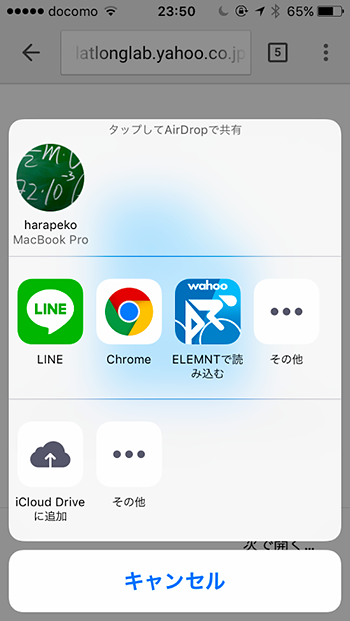 docomo 23:50 65%
latlonglab.yahoo.co.jp 5
タップしてAirDropで共有
harapeko
MacBook Pro
LINE
wahoo
LINE Chrome ELEMNTで読 その他
み込む
iCloud Drive その他
に追加
次で開く...
キャンセル